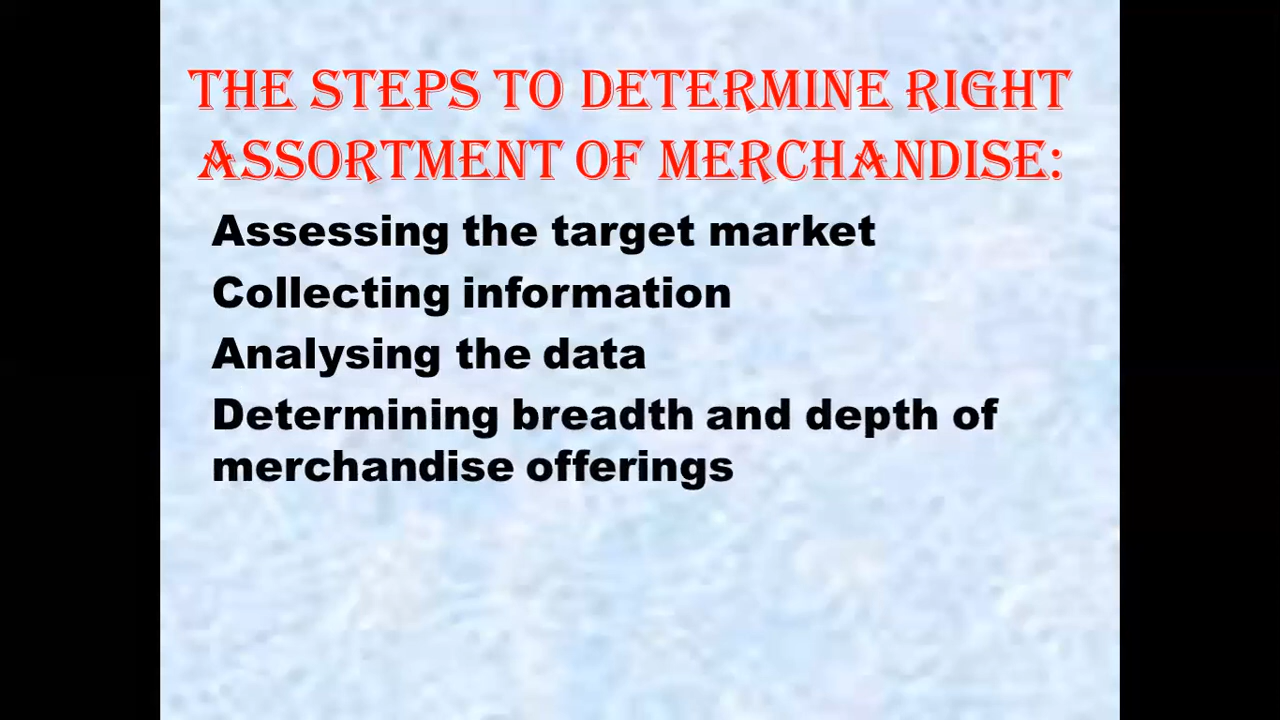 THE STEPS TO DETERMINE RIGHT
ASSORTMENT OF MERCHANDISE:
Assessing the target market
Collecting information
Analysing the data
Determining breadth and depth of
merchandise offerings